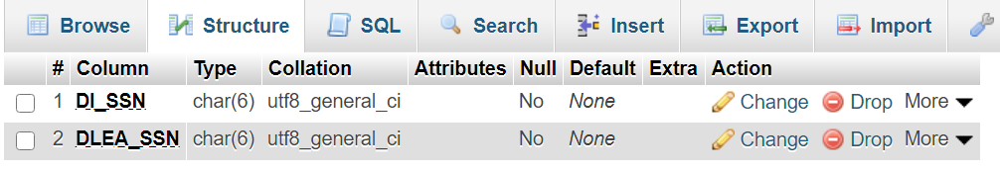 Browse Structure SQL Search Insert Export Import
# Column Type Collation Attributes Null Default Extra Action
1 DI_SSN char(6) utf8_general_ci No None Change Drop More
2 DLEA_SSN char(6) utf8_general_ci No None Change Drop More